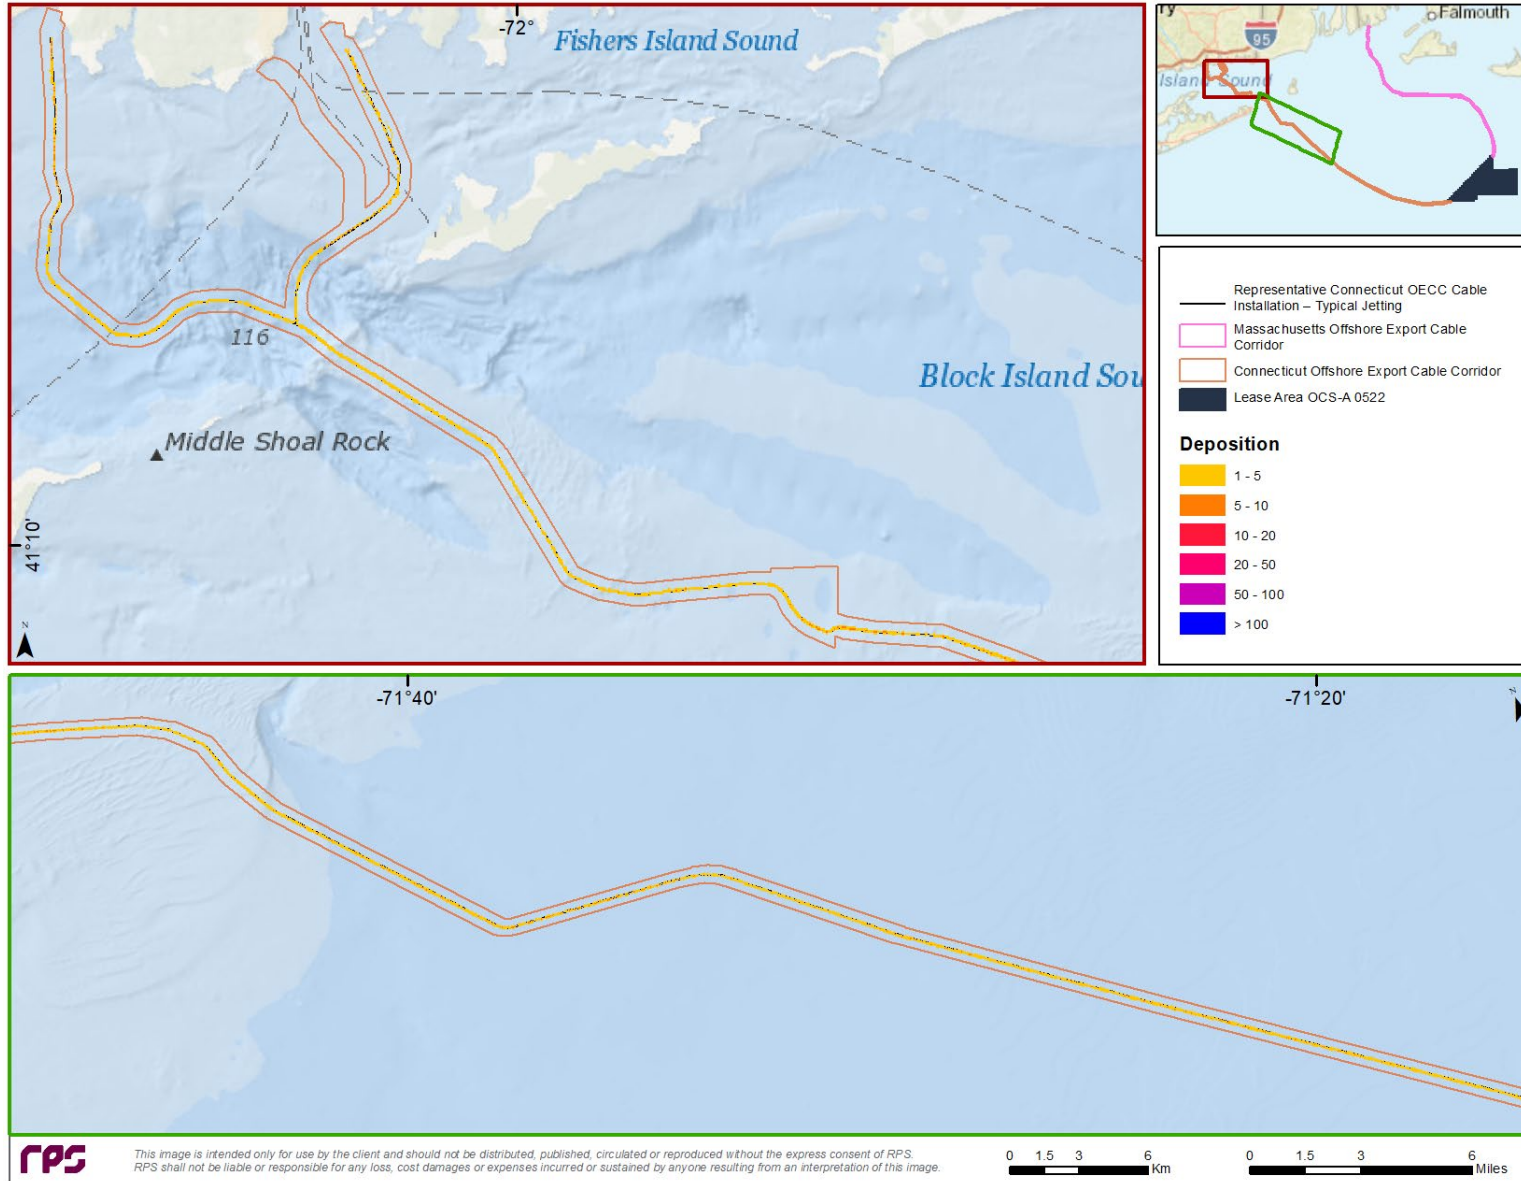 -72°
Fishers Island Sound
116
Block Island Sou
Middle Shoal Rock
41°10'
N
ry
Falmouth
95
Island Sound
Representative Connecticut OECC Cable
Installation – Typical Jetting
Massachusetts Offshore Export Cable
Corridor
Connecticut Offshore Export Cable Corridor
Lease Area OCS-A 0522
Deposition
1 - 5
5 - 10
10 - 20
20 - 50
50 - 100
> 100
-71°40'
-71°20'
N
rps
This image is intended only for use by the client and should not be distributed, published, circulated or reproduced without the express consent of RPS.
RPS shall not be liable or responsible for any loss, cost damages or expenses incurred or sustained by anyone resulting from an interpretation of this image.
0 1.5 3 6
Km
0 1.5 3 6
Miles